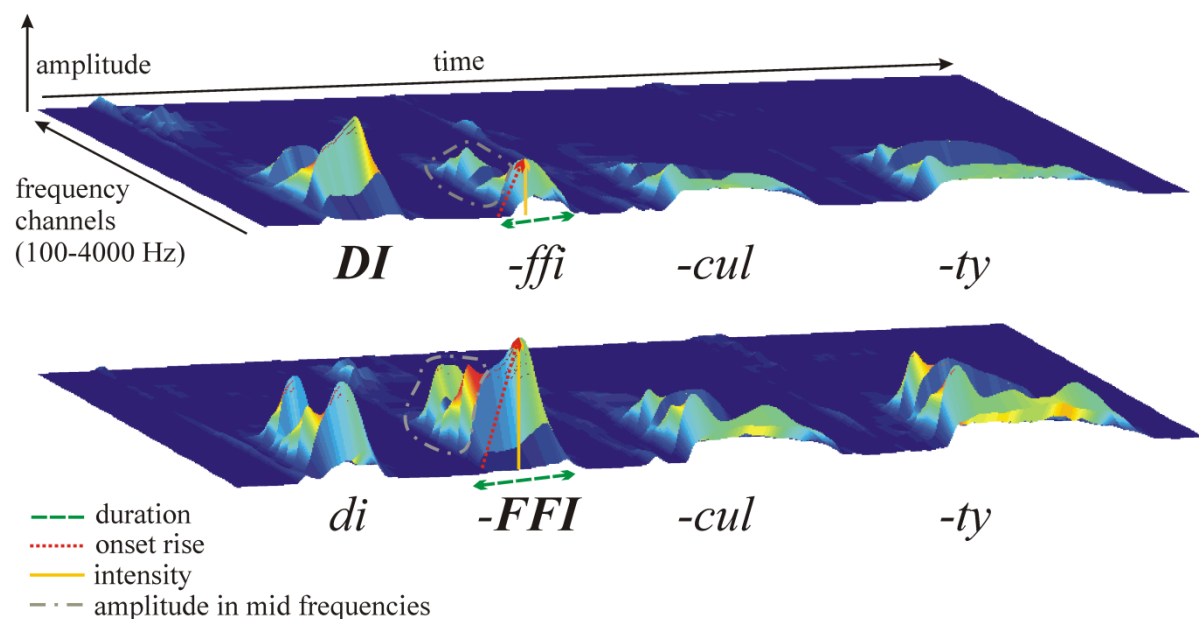 amplitude
time
frequency
channels
(100-4000 Hz)
DI -ffi -cul -ty
di -FFI -cul -ty
duration
onset rise
intensity
amplitude in mid frequencies